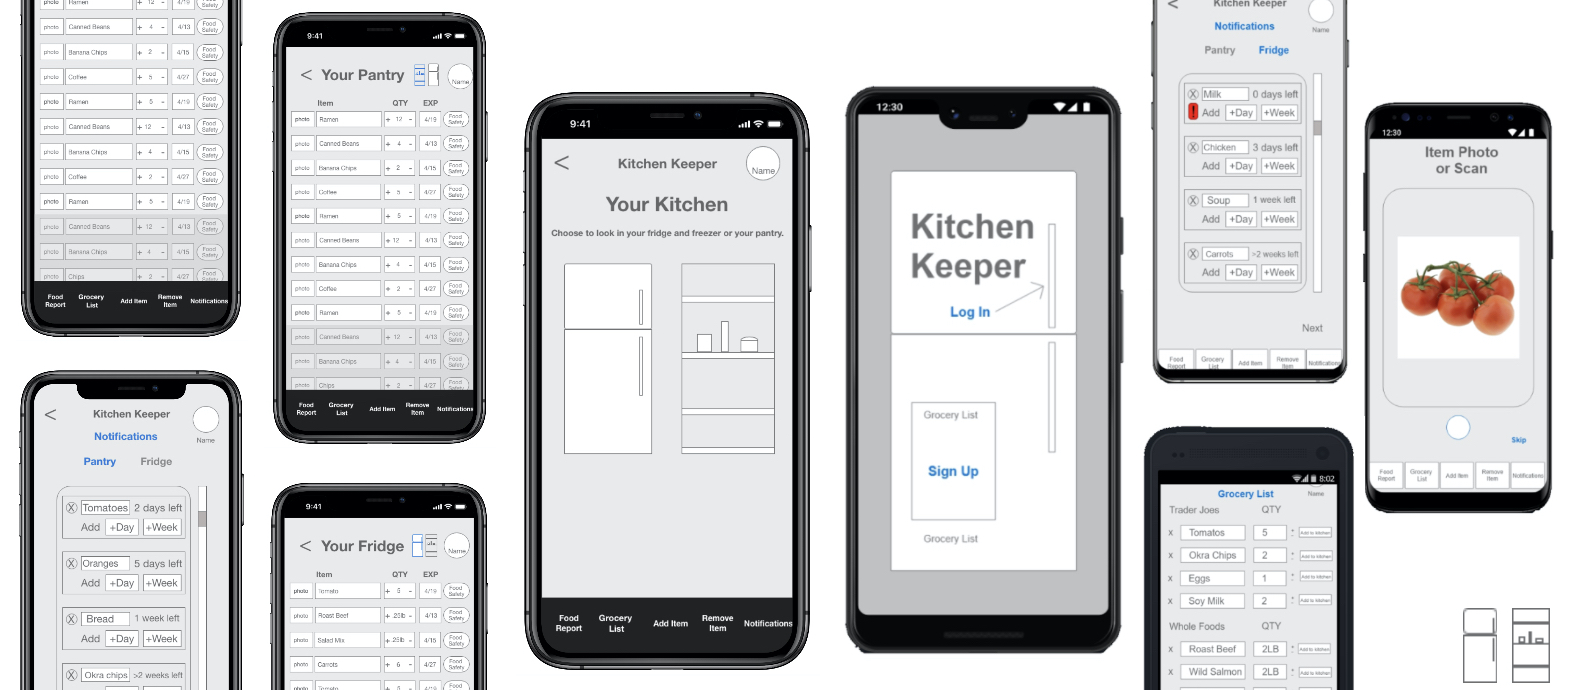 photo Ramen + 12 - 4/19 Food Safety
photo Canned Beans + 4 - 4/13 Food Safety
photo Banana Chips + 2 - 4/15 Food Safety
photo Coffee + 5 - 4/27 Food Safety
photo Ramen + 5 - 4/19 Food Safety
photo Canned Beans + 12 - 4/13 Food Safety
photo Banana Chips + 4 - 4/15 Food Safety
photo Coffee + 2 - 4/27 Food Safety
photo Ramen + 5 - 4/19 Food Safety
photo Canned Beans + 12 - 4/13 Food Safety
photo Banana Chips + 4 - 4/15 Food Safety
photo Chips + 2 - 4/27 Food Safety
Food Report Grocery List Add Item Remove Item Notifications
<
Kitchen Keeper
Name
Notifications
Pantry Fridge
X Tomatoes 2 days left
Add +Day +Week
X Oranges 5 days left
Add +Day +Week
X Bread 1 week left
Add +Day +Week
X Okra chips >2 weeks left
9:41
< Your Pantry Name
Item QTY EXP
photo Ramen + 12 - 4/19 Food Safety
photo Canned Beans + 4 - 4/13 Food Safety
photo Banana Chips + 2 - 4/15 Food Safety
photo Coffee + 5 - 4/27 Food Safety
photo Ramen + 5 - 4/19 Food Safety
photo Canned Beans + 12 - 4/13 Food Safety
photo Banana Chips + 4 - 4/15 Food Safety
photo Coffee + 2 - 4/27 Food Safety
photo Ramen + 5 - 4/19 Food Safety
photo Canned Beans + 12 - 4/13 Food Safety
photo Banana Chips + 4 - 4/15 Food Safety
photo Chips + 2 - 4/27 Food Safety
Food Report Grocery List Add Item Remove Item Notifications
9:41
< Your Fridge Name
Item QTY EXP
photo Tomato + 5 - 4/19 Food Safety
photo Roast Beef + .25lb - 4/13 Food Safety
photo Salad Mix + .25lb - 4/15 Food Safety
photo Carrots + 6 - 4/27 Food Safety
photo Tomato + 5 - 4/19 Food
9:41
< Kitchen Keeper Name
Your Kitchen
Choose to look in your fridge and freezer or your pantry.
Food Report Grocery List Add Item Remove Item Notifications
12:30
Kitchen
Keeper
Log In
Grocery List
Sign Up
Grocery List
< Kitchen Keeper
Name
Notifications
Pantry Fridge
X Milk 0 days left
! Add +Day +Week
X Chicken 3 days left
Add +Day +Week
X Soup 1 week left
Add +Day +Week
X Carrots >2 weeks left
Add +Day +Week
Next
Food Report Grocery List Add Item Remove Item Notifications
8:02
Grocery List Name
Trader Joes QTY
x Tomatos 5 Add to kitchen
x Okra Chips 2 Add to kitchen
x Eggs 1 Add to kitchen
x Soy Milk 2 Add to kitchen
Whole Foods QTY
x Roast Beef 2LB Add to kitchen
x Wild Salmon 2LB Add to kitchen
12:30
Item Photo
or Scan
Skip
Food Report Grocery List Add Item Remove Item Notifications